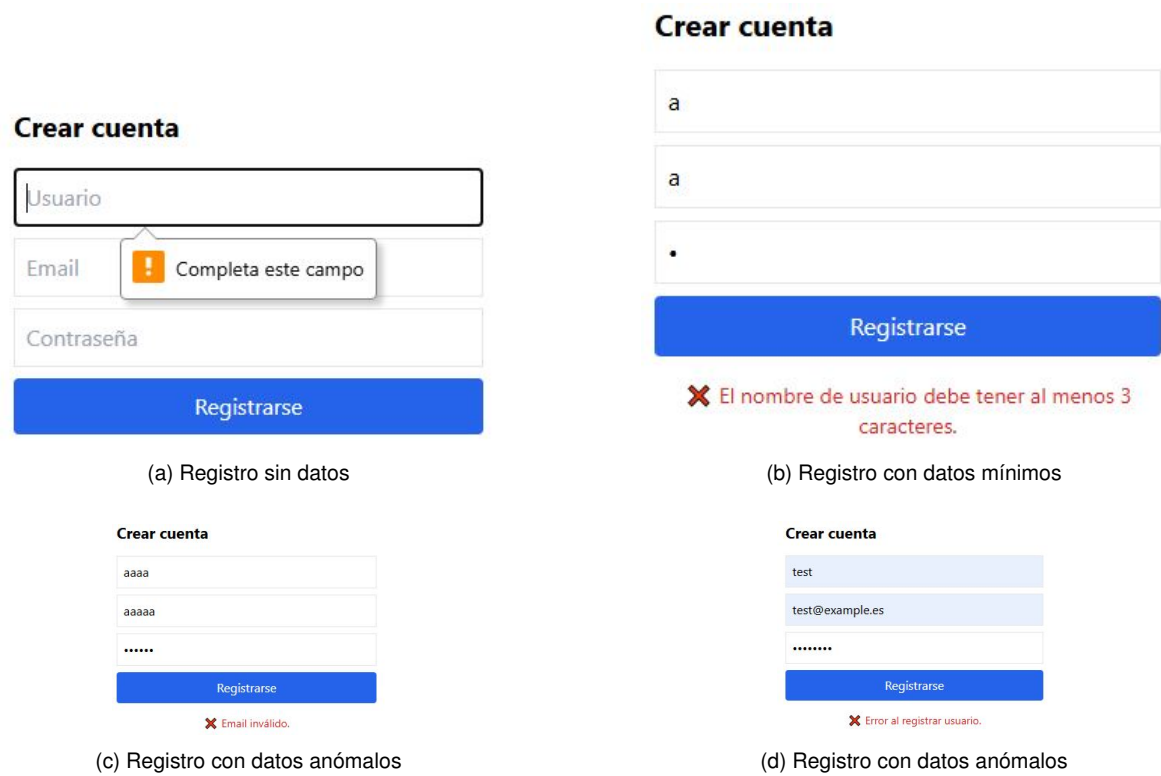 Crear cuenta
Usuario
Email
Completa este campo
Contraseña
Registrarse
(a) Registro sin datos
Crear cuenta
a
a
•
Registrarse
❌ El nombre de usuario debe tener al menos 3
caracteres.
(b) Registro con datos mínimos
Crear cuenta
aaaa
aaaaa
••••••
Registrarse
❌ Email inválido.
(c) Registro con datos anómalos
Crear cuenta
test
test@example.es
••••••••
Registrarse
❌ Error al registrar usuario.
(d) Registro con datos anómalos